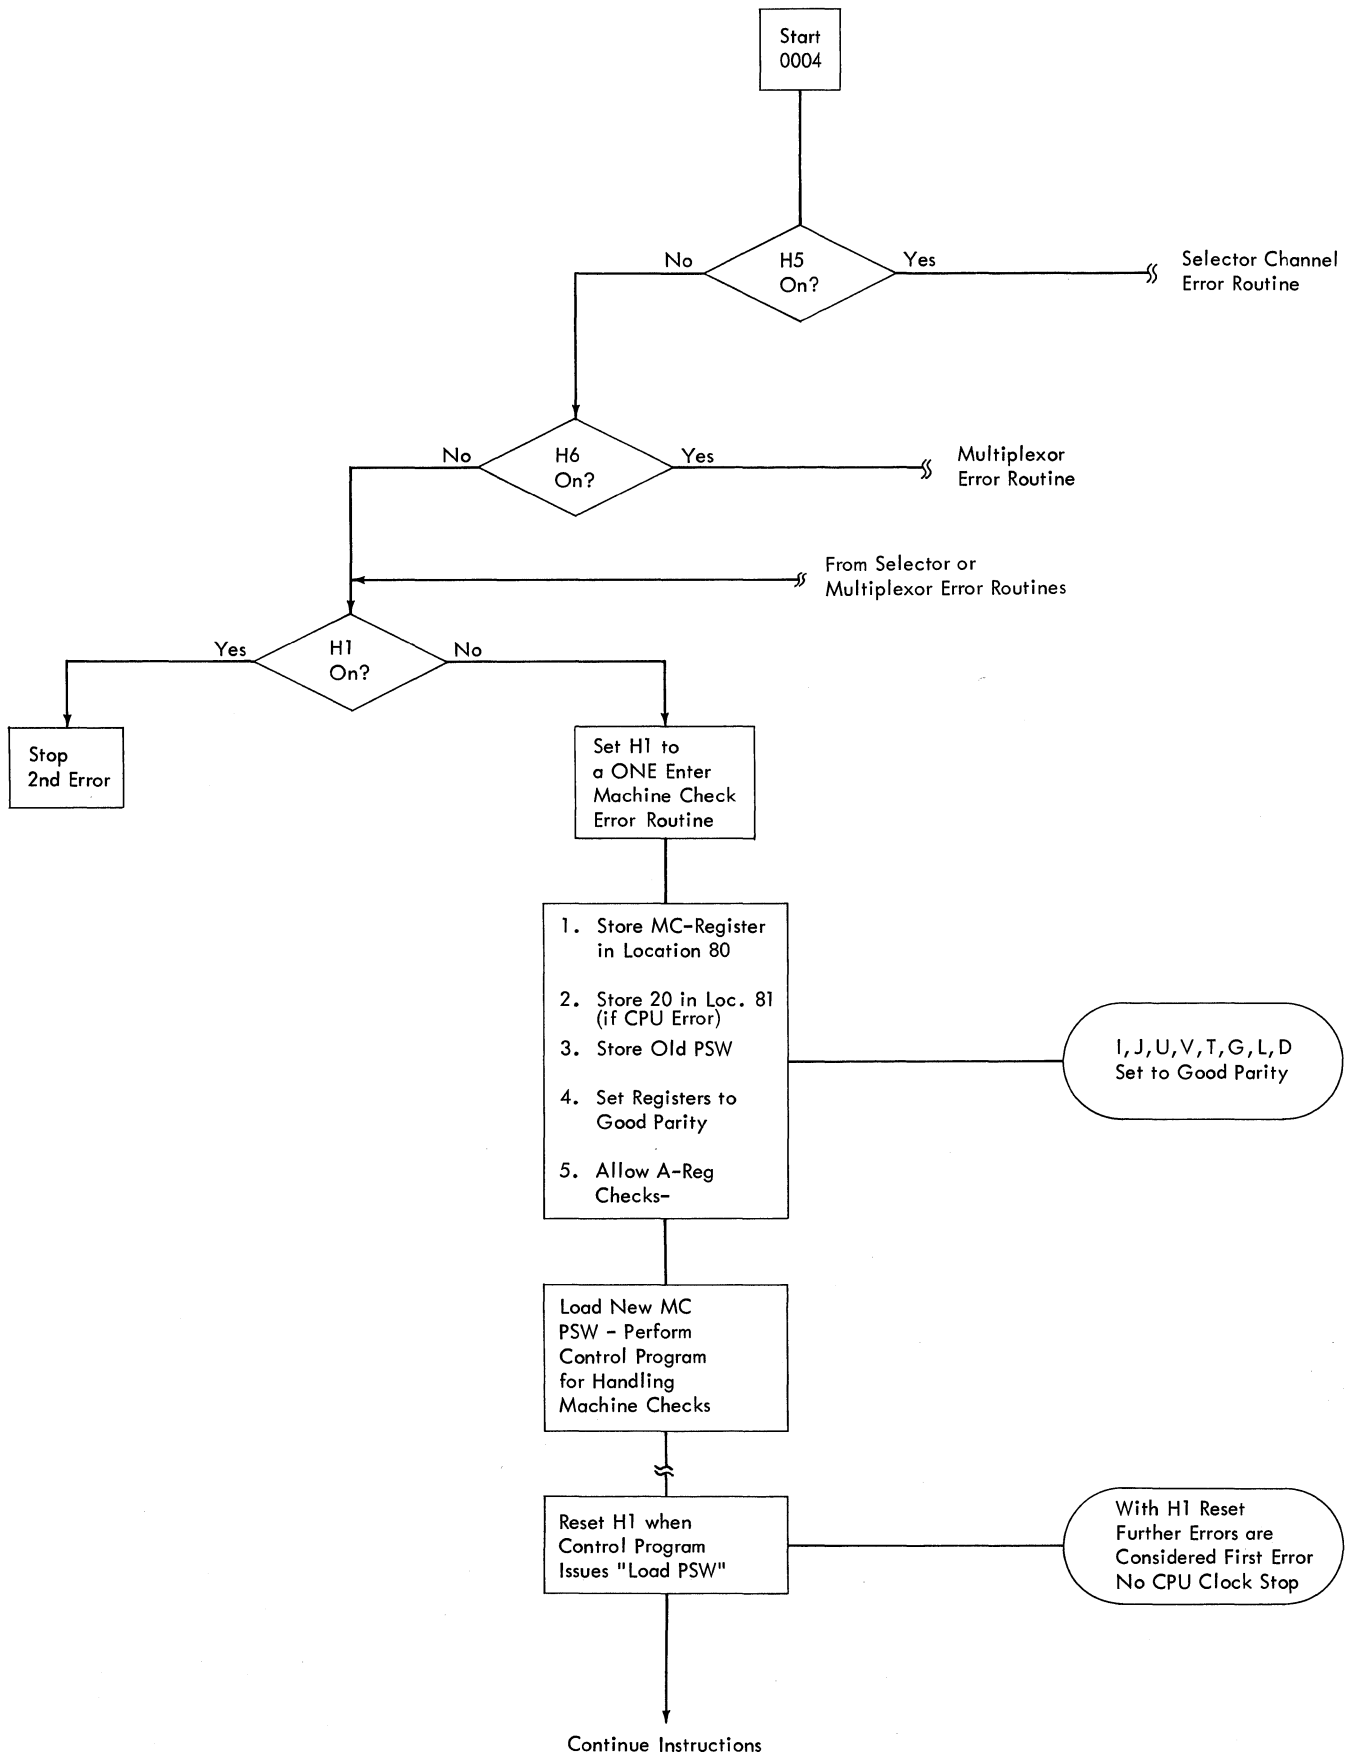 Start
0004
No
H5
On?
Yes
Selector Channel
Error Routine
No
H6
On?
Yes
Multiplexor
Error Routine
From Selector or
Multiplexor Error Routines
Yes
H1
On?
No
Stop
2nd Error
Set H1 to
a ONE Enter
Machine Check
Error Routine
1. Store MC-Register
in Location 80
2. Store 20 in Loc. 81
(if CPU Error)
3. Store Old PSW
4. Set Registers to
Good Parity
5. Allow A-Reg
Checks-
I,J,U,V,T,G,L,D
Set to Good Parity
Load New MC
PSW - Perform
Control Program
for Handling
Machine Checks
Reset H1 when
Control Program
Issues "Load PSW"
With H1 Reset
Further Errors are
Considered First Error
No CPU Clock Stop
Continue Instructions